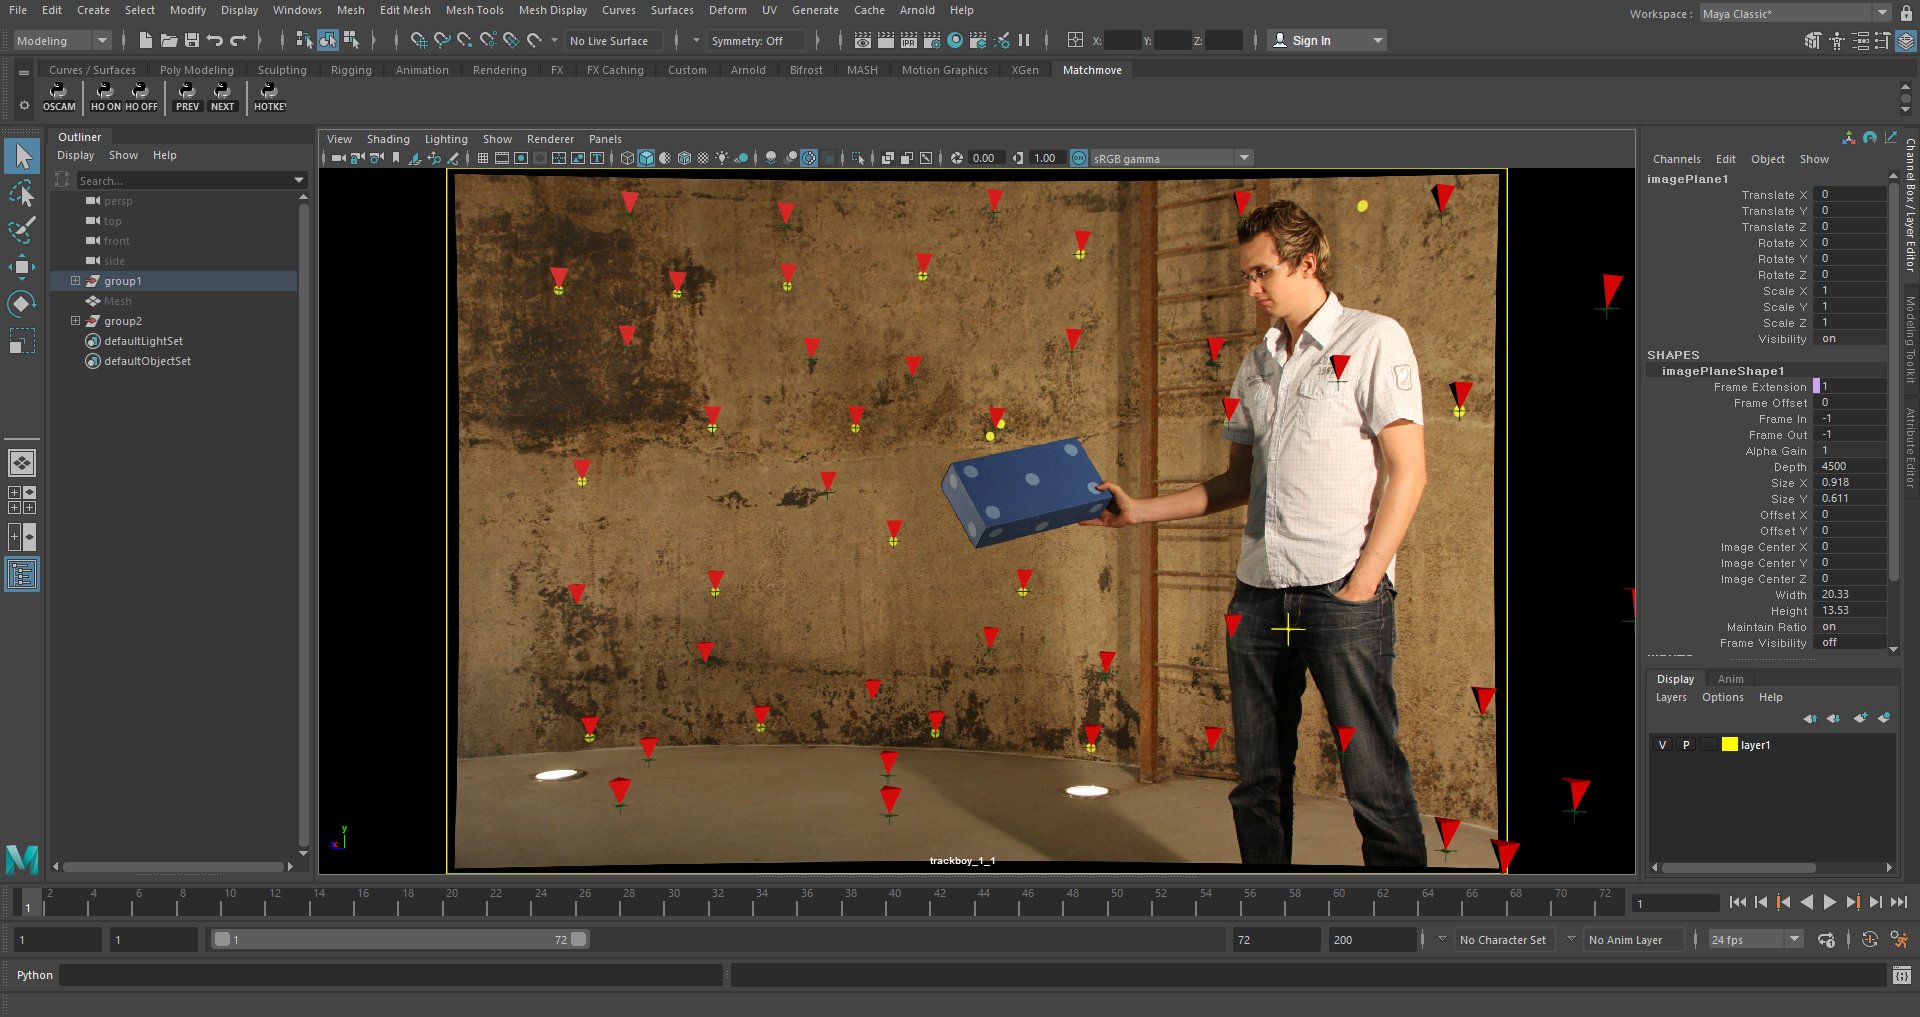 File Edit Create Select Modify Display Windows Mesh Edit Mesh Mesh Tools Mesh Display Curves Surfaces Deform UV Generate Cache Arnold Help
Workspace : Maya Classic*
Modeling No Live Surface Symmetry: Off IPR X: Y: Z: Sign In
Curves / Surfaces Poly Modeling Sculpting Rigging Animation Rendering FX FX Caching Custom Arnold Bifrost MASH Motion Graphics XGen Matchmove
OSCAM HO ON HO OFF PREV NEXT HOTKEY
Outliner
Display Show Help
Search...
persp
top
front
side
group1
Mesh
group2
defaultLightSet
defaultObjectSet
View Shading Lighting Show Renderer Panels
0.00 1.00 ON sRGB gamma
y
trackboy_1_1
Channels Edit Object Show
imagePlane1
Translate X 0
Translate Y 0
Translate Z 0
Rotate X 0
Rotate Y 0
Rotate Z 0
Scale X 1
Scale Y 1
Scale Z 1
Visibility on
SHAPES
imagePlaneShape1
Frame Extension 1
Frame Offset 0
Frame In -1
Frame Out -1
Alpha Gain 1
Depth 4500
Size X 0.918
Size Y 0.611
Offset X 0
Offset Y 0
Image Center X 0
Image Center Y 0
Image Center Z 0
Width 20.33
Height 13.53
Maintain Ratio on
Frame Visibility off
Channel Box / Layer Editor
Modeling Toolkit
Attribute Editor
Display Anim
Layers Options Help
V P layer1
2 4 6 8 10 12 14 16 18 20 22 24 26 28 30 32 34 36 38 40 42 44 46 48 50 52 54 56 58 60 62 64 66 68 70 72
1 1
1 1 1 72 72 200 No Character Set No Anim Layer 24 fps
Python